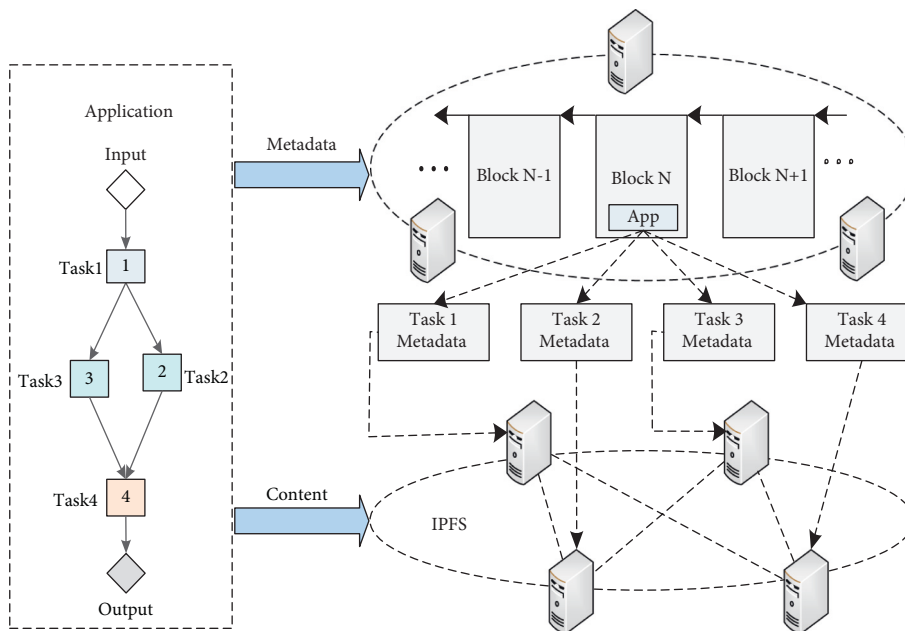 Application
Input
Task1
1
Task3
3
2
Task2
Task4
4
Output
Metadata
Content
Block N-1
Block N
Block N+1
App
Task 1
Metadata
Task 2
Metadata
Task 3
Metadata
Task 4
Metadata
IPFS